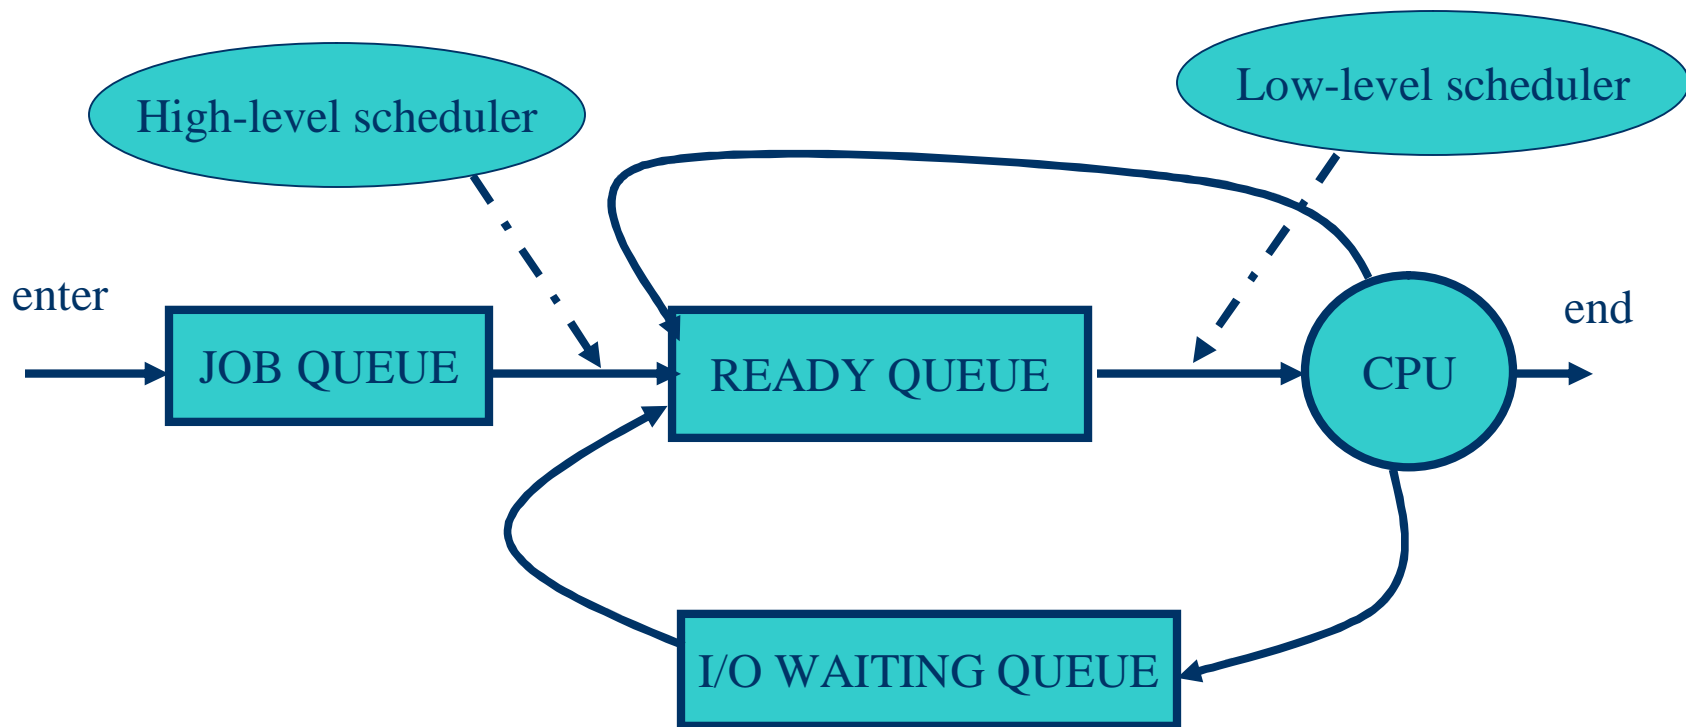 High-level scheduler
Low-level scheduler
enter
JOB QUEUE
READY QUEUE
CPU
end
I/O WAITING QUEUE